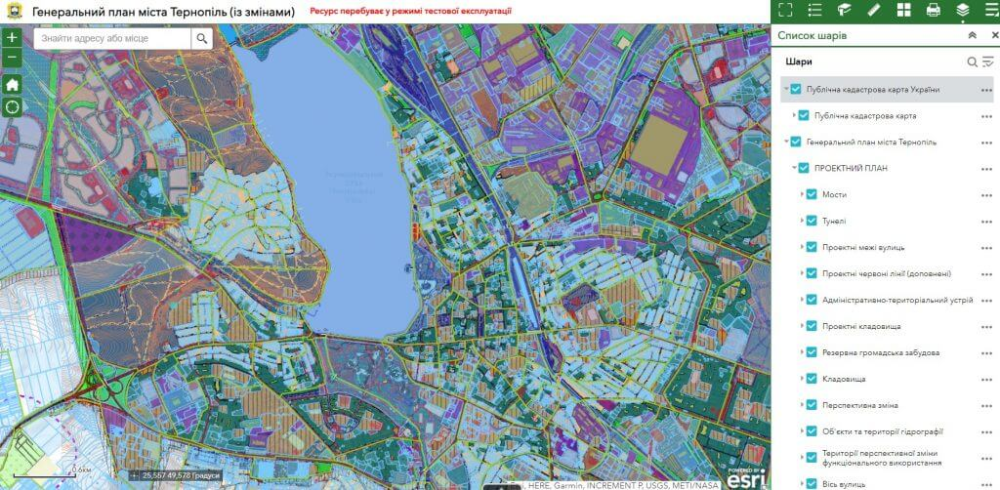 Генеральний план міста Тернопіль (із змінами)
Ресурс перебуває у режимі тестової експлуатації
Знайти адресу або місце
0.6км
25,557 49,578 Градуси
POWERED BY
esri
HERE, Garmin, INCREMENT P, USGS, METI/NASA
Список шарів
Шари
Публічна кадастрова карта України
Публічна кадастрова карта
Генеральний план міста Тернопіль
ПРОЕКТНИЙ ПЛАН
Мости
Тунелі
Проектні межі вулиць
Проектні червоні лінії (доповнені)
Адміністративно-територіальний устрій
Проектні кладовища
Резервна громадська забудова
Кладовища
Перспективна зміна
Об'єкти та території гідрографії
Території перспективної зміни
функціонального використання
Вісь вулиць